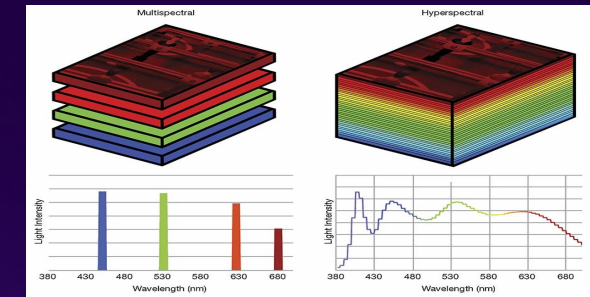 Multispectral
Hyperspectral
Light Intensity
380 430 480 530 580 630 680
Wavelength (nm)
Light Intensity
380 430 480 530 580 630 680
Wavelength (nm)